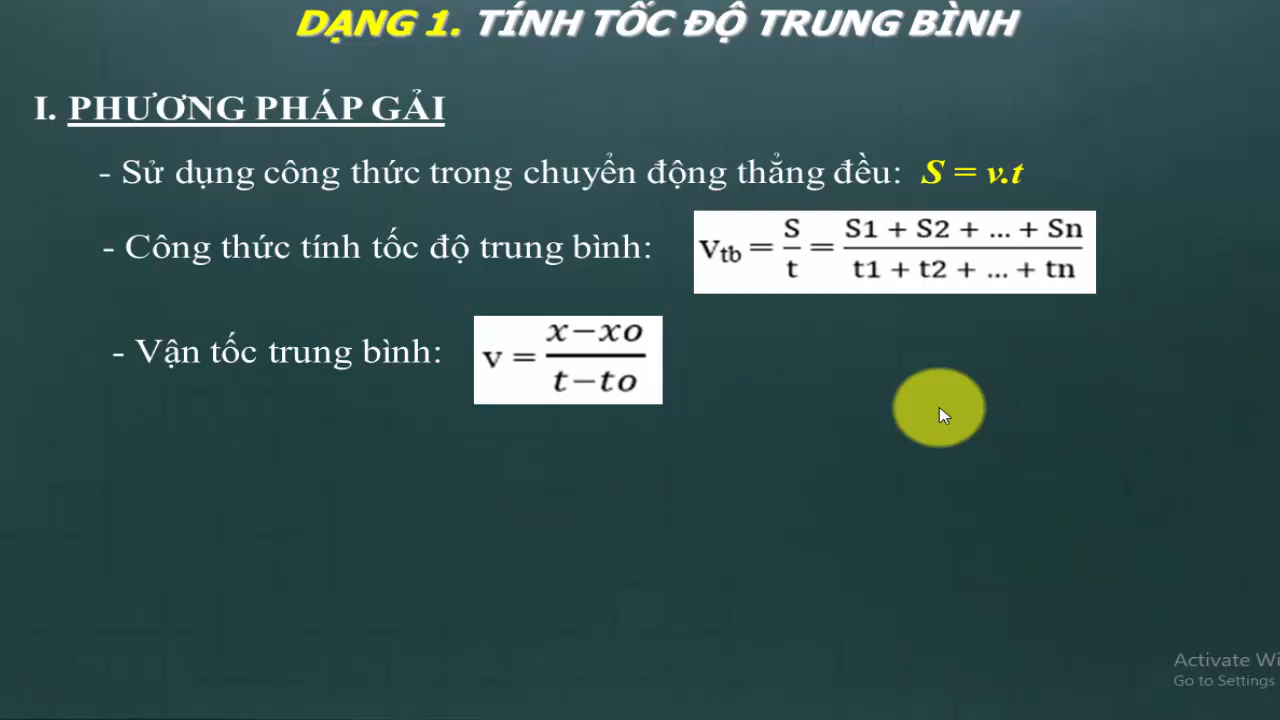 DẠNG 1. TÍNH TỐC ĐỘ TRUNG BÌNH
I. PHƯƠNG PHÁP GẢI
- Sử dụng công thức trong chuyển động thẳng đều: S = v.t
- Công thức tính tốc độ trung bình: vtb = S/t = (S1 + S2 + ... + Sn)/(t1 + t2 + ... + tn)
- Vận tốc trung bình: v = (x−xo)/(t−to)
Activate Wi
Go to Settings